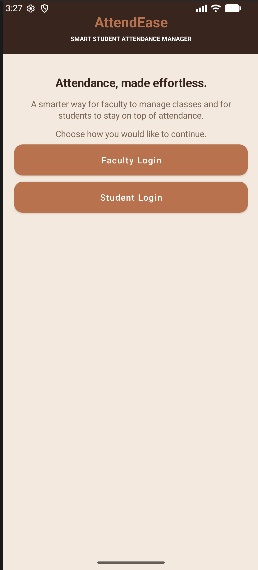 3:27
AttendEase
SMART STUDENT ATTENDANCE MANAGER
Attendance, made effortless.
A smarter way for faculty to manage classes and for
students to stay on top of attendance.
Choose how you would like to continue.
Faculty Login
Student Login